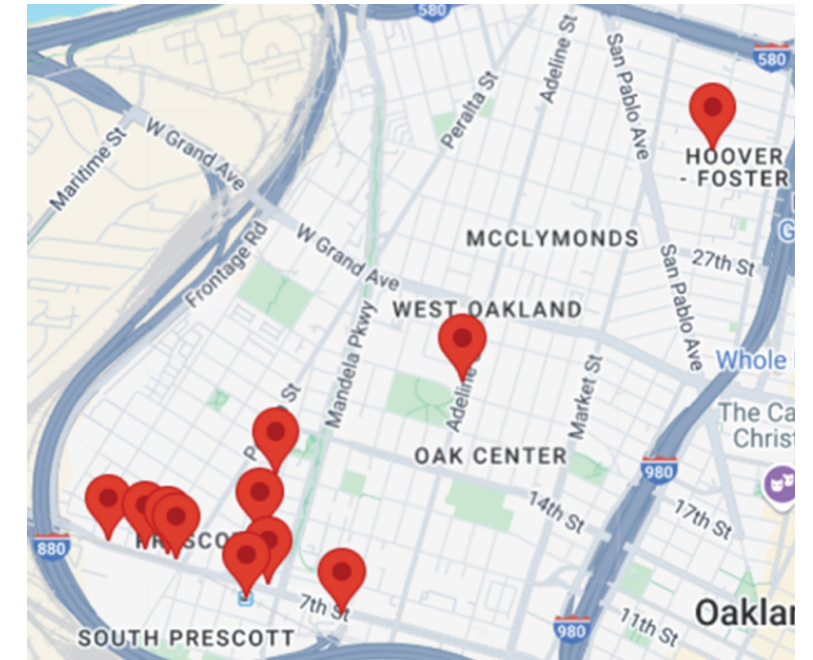 580
580
Adeline St
San Pablo Ave
Peralta St
W Grand Ave
Maritime St
HOOVER
- FOSTER
MCCLYMONDS
27th St
W Grand Ave
Frontage Rd
San Pablo Ave
WEST OAKLAND
Mandela Pkwy
Whole
Market St
Adeline
The Ca
Christ
St
OAK CENTER
980
14th St
17th St
880
7th St
11th St
Oaklan
980
SOUTH PRESCOTT